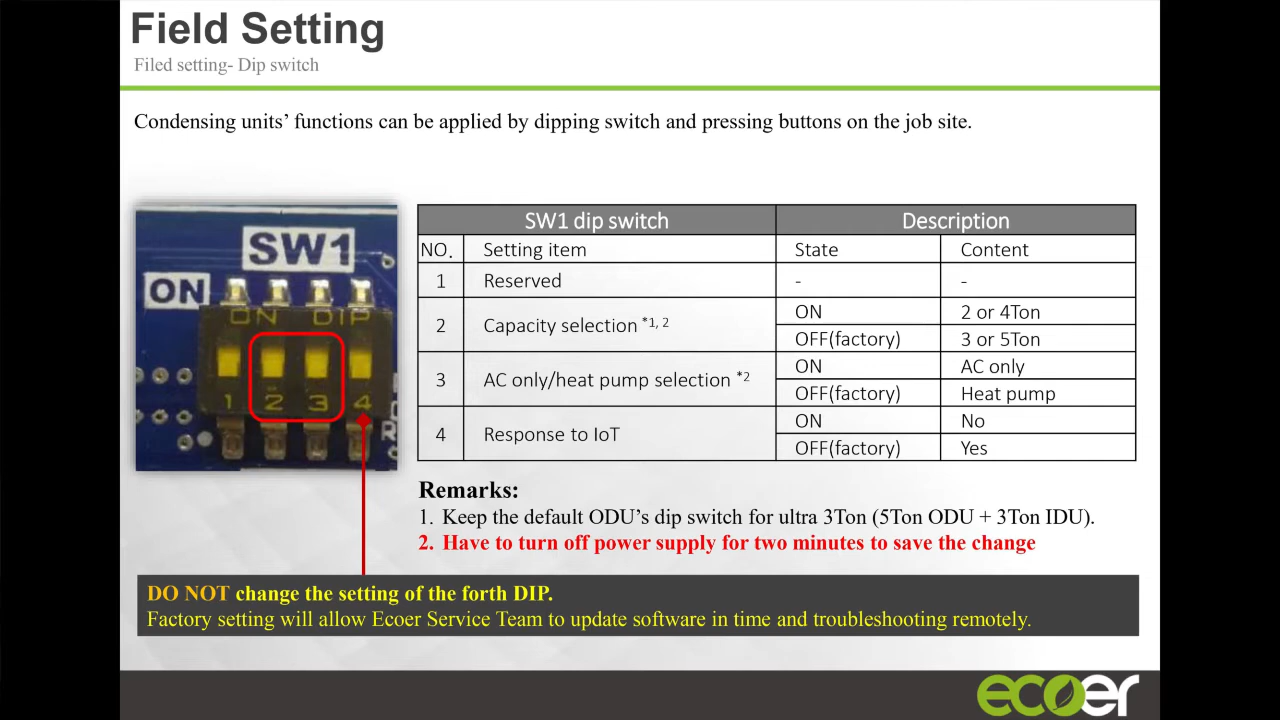 Field Setting
Filed setting- Dip switch
Condensing units’ functions can be applied by dipping switch and pressing buttons on the job site.
SW1
ON
ON DIP
1 2 3 4
SW1 dip switch Description
NO. Setting item State Content
1 Reserved - -
2 Capacity selection *1, 2 ON 2 or 4Ton
OFF(factory) 3 or 5Ton
3 AC only/heat pump selection *2 ON AC only
OFF(factory) Heat pump
4 Response to IoT ON No
OFF(factory) Yes
Remarks:
1. Keep the default ODU’s dip switch for ultra 3Ton (5Ton ODU + 3Ton IDU).
2. Have to turn off power supply for two minutes to save the change
DO NOT change the setting of the forth DIP.
Factory setting will allow Ecoer Service Team to update software in time and troubleshooting remotely.
ecoer